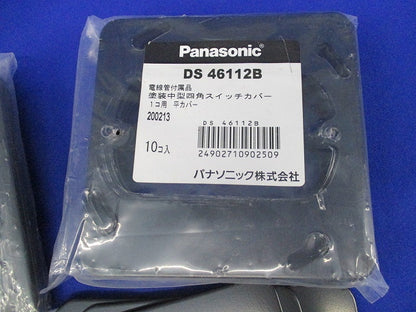 Panasonic
DS 46112B
電線管付属品
塗装中型四角スイッチカバー
1コ用 平カバー
200213
DS 46112B
10コ入
24902710902509
パナソニック株式会社